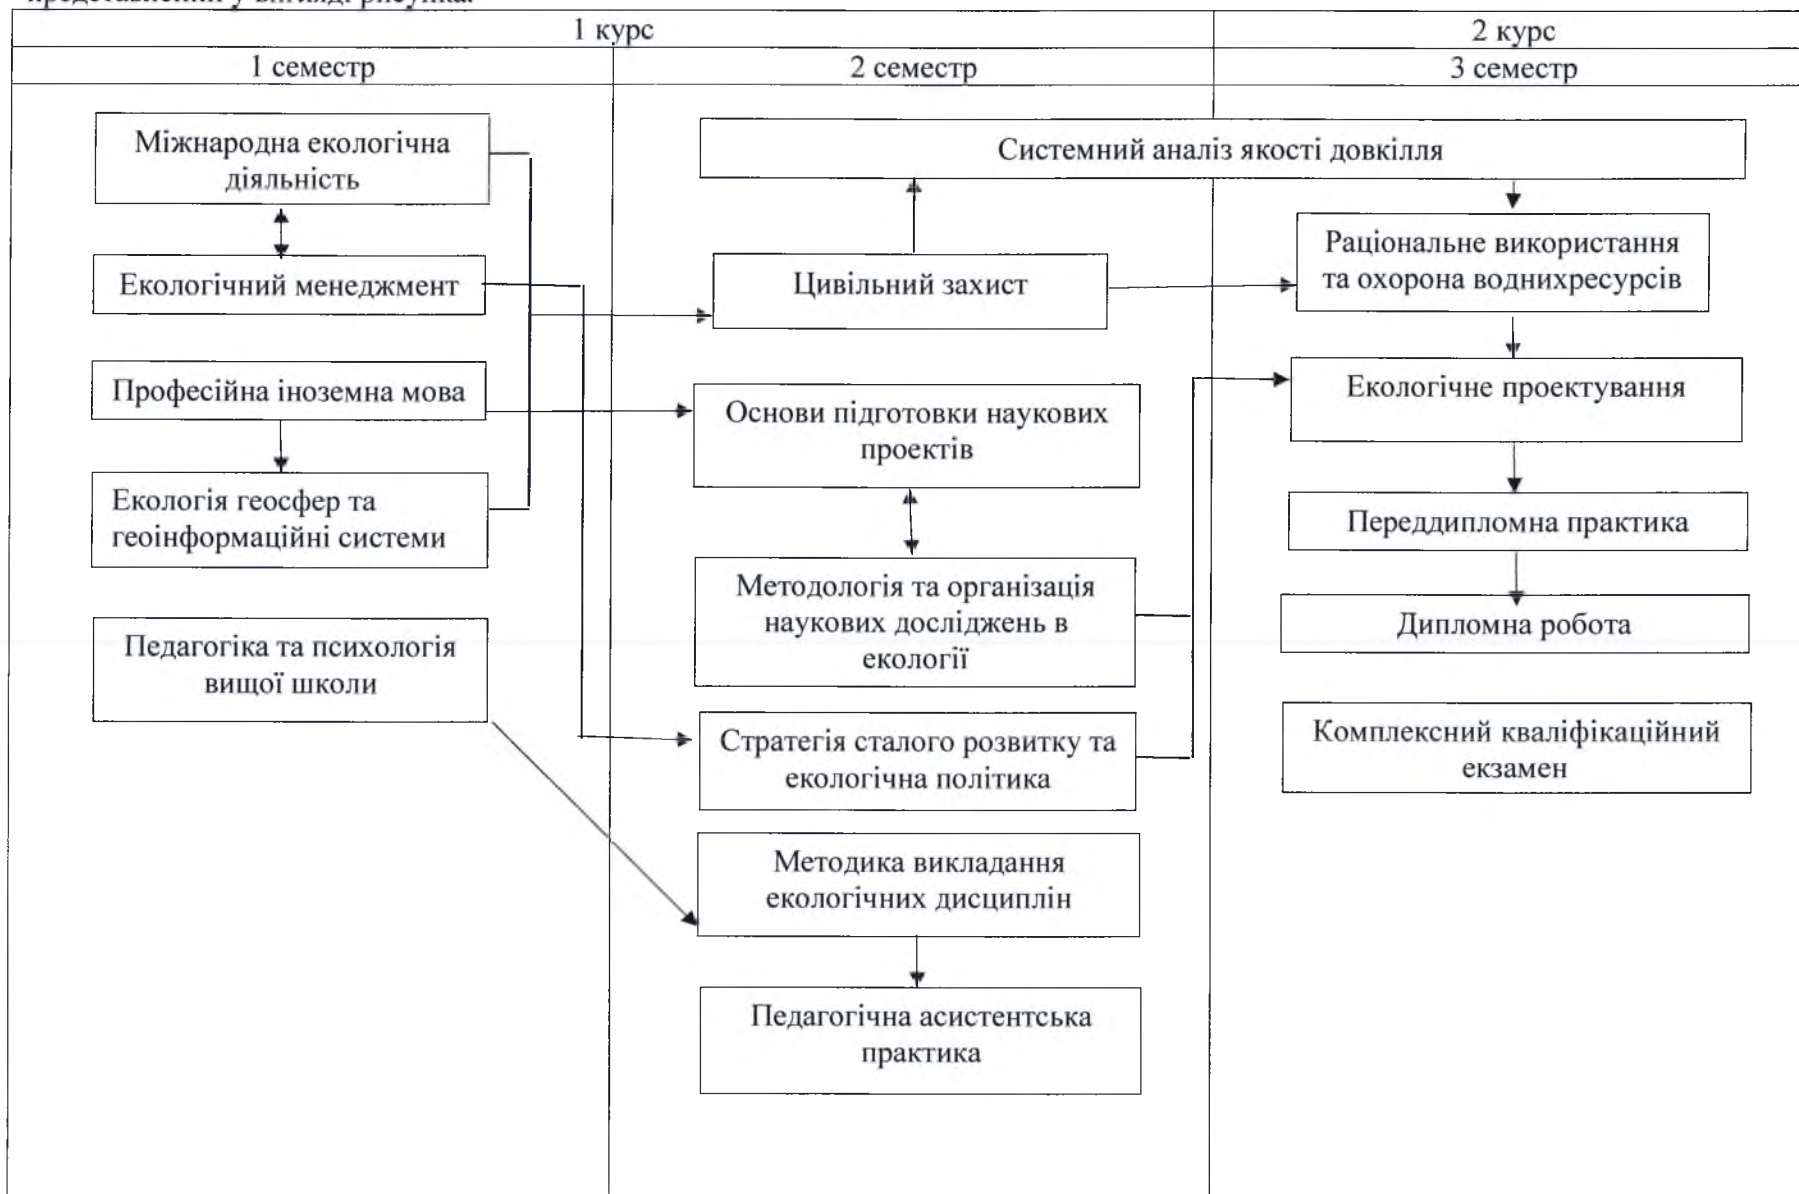 представлений у вигляді рисунка.
1 курс
2 курс
1 семестр
2 семестр
3 семестр
Міжнародна екологічна
діяльність
Екологічний менеджмент
Професійна іноземна мова
Екологія геосфер та
геоінформаційні системи
Педагогіка та психологія
вищої школи
Системний аналіз якості довкілля
Цивільний захист
Основи підготовки наукових
проектів
Методологія та організація
наукових досліджень в
екології
Стратегія сталого розвитку та
екологічна політика
Методика викладання
екологічних дисциплін
Педагогічна асистентська
практика
Раціональне використання
та охорона воднихресурсів
Екологічне проектування
Переддипломна практика
Дипломна робота
Комплексний кваліфікаційний
екзамен